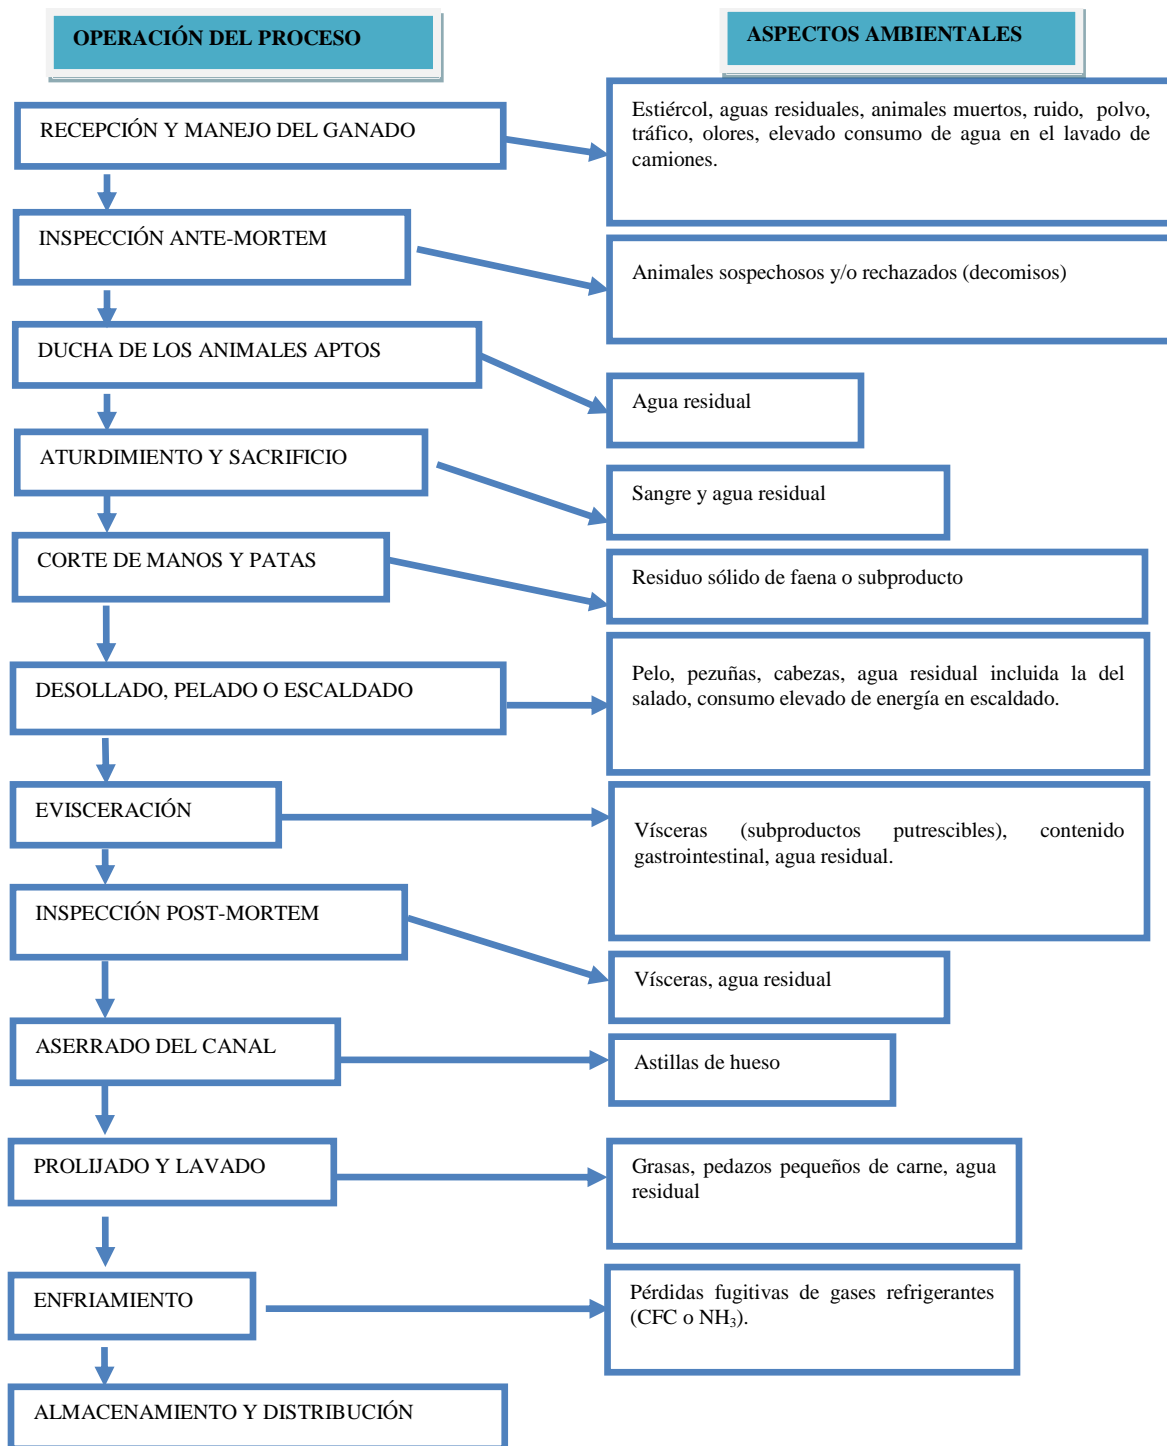 OPERACIÓN DEL PROCESO
ASPECTOS AMBIENTALES
RECEPCIÓN Y MANEJO DEL GANADO
Estiércol, aguas residuales, animales muertos, ruido, polvo,
tráfico, olores, elevado consumo de agua en el lavado de
camiones.
INSPECCIÓN ANTE-MORTEM
Animales sospechosos y/o rechazados (decomisos)
DUCHA DE LOS ANIMALES APTOS
Agua residual
ATURDIMIENTO Y SACRIFICIO
Sangre y agua residual
CORTE DE MANOS Y PATAS
Residuo sólido de faena o subproducto
DESOLLADO, PELADO O ESCALDADO
Pelo, pezuñas, cabezas, agua residual incluida la del
salado, consumo elevado de energía en escaldado.
EVISCERACIÓN
Vísceras (subproductos putrescibles), contenido
gastrointestinal, agua residual.
INSPECCIÓN POST-MORTEM
Vísceras, agua residual
ASERRADO DEL CANAL
Astillas de hueso
PROLIJADO Y LAVADO
Grasas, pedazos pequeños de carne, agua
residual
ENFRIAMIENTO
Pérdidas fugitivas de gases refrigerantes
(CFC o NH₃).
ALMACENAMIENTO Y DISTRIBUCIÓN